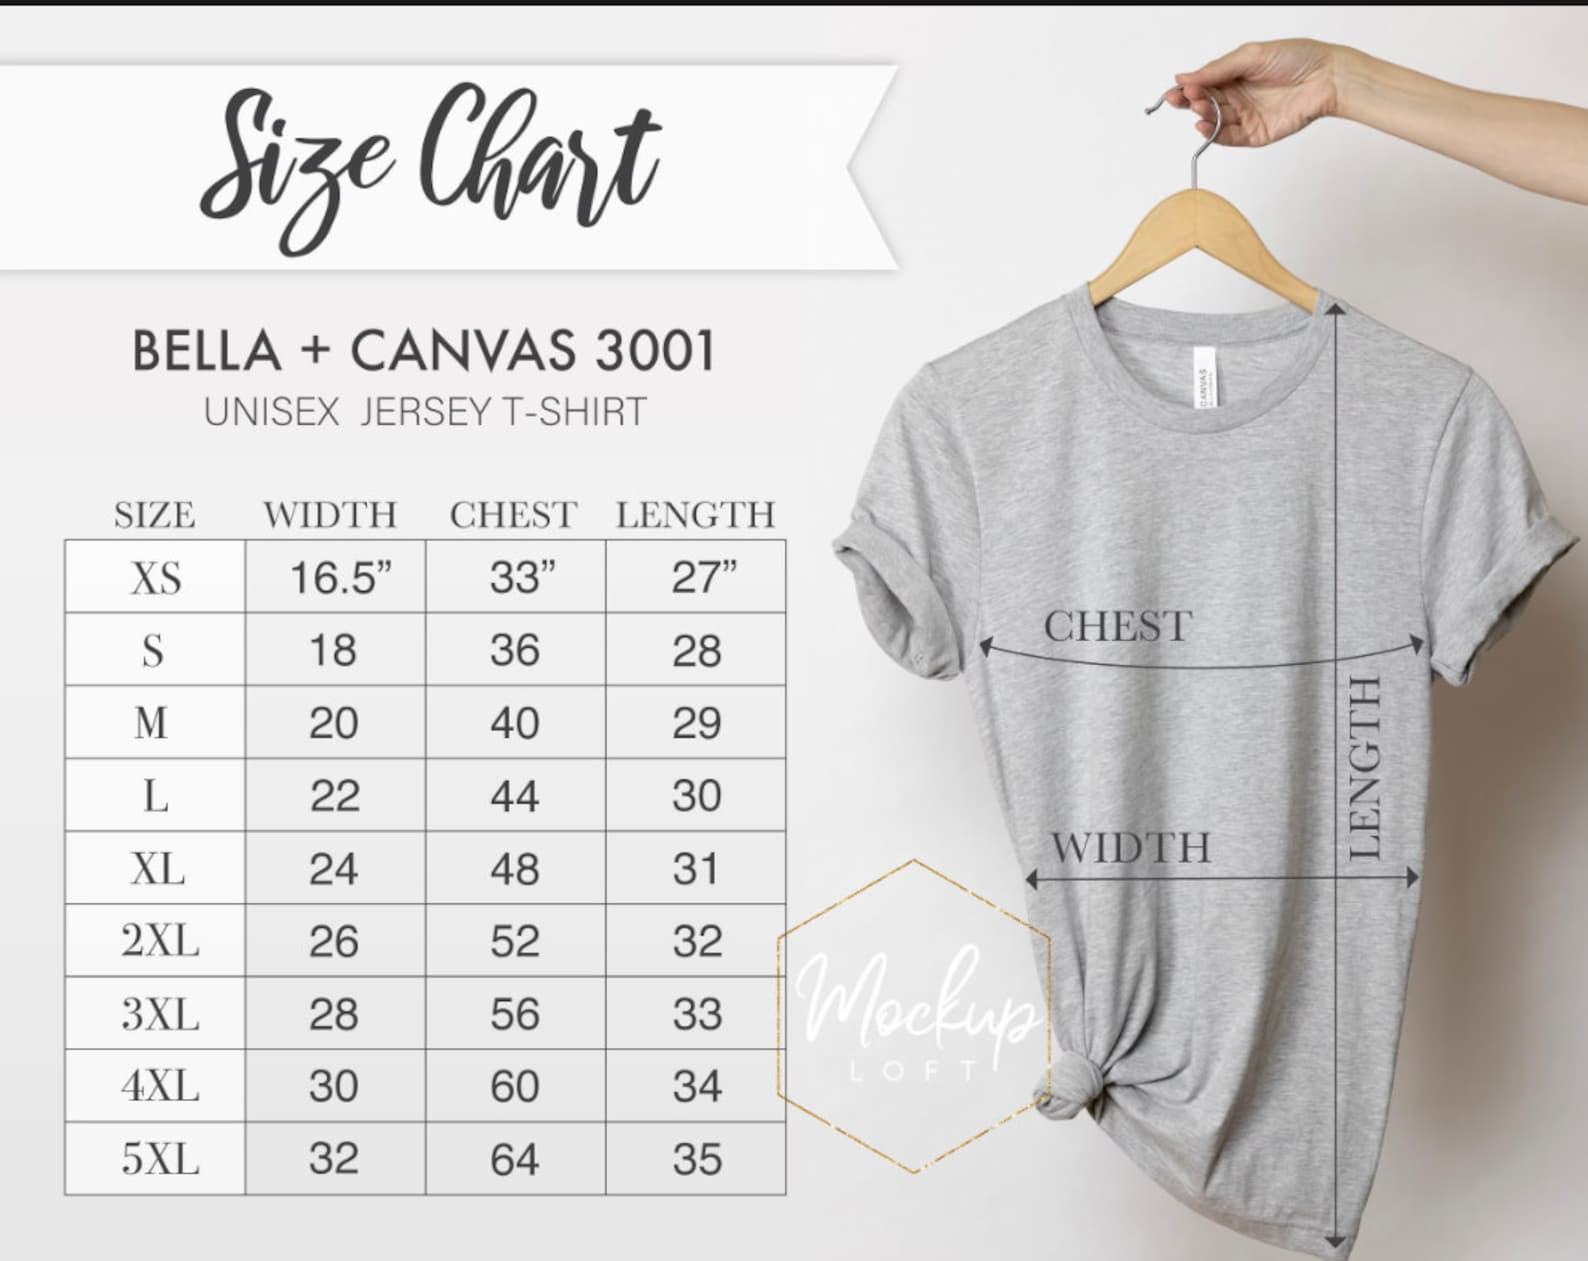 Size Chart
BELLA + CANVAS 3001
UNISEX JERSEY T-SHIRT
SIZE WIDTH CHEST LENGTH
XS 16.5” 33” 27”
S 18 36 28
M 20 40 29
L 22 44 30
XL 24 48 31
2XL 26 52 32
3XL 28 56 33
4XL 30 60 34
5XL 32 64 35
CANVAS
CHEST
LENGTH
WIDTH
Mockup
LOFT